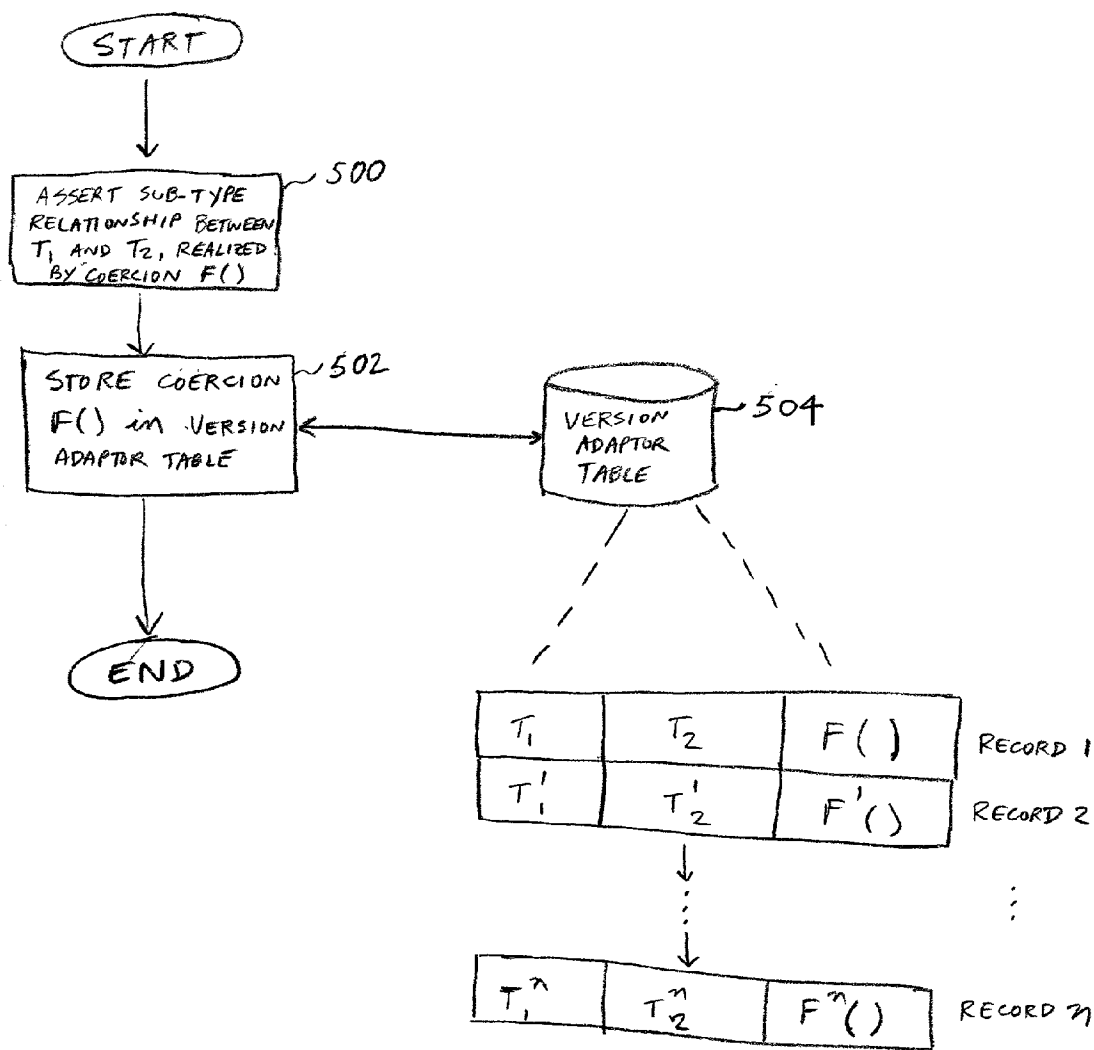 START
500
ASSERT SUB-TYPE
RELATIONSHIP BETWEEN
T₁ AND T₂, REALIZED
BY COERCION F()
502
STORE COERCION
F() in VERSION
ADAPTOR TABLE
504
VERSION
ADAPTOR
TABLE
END
T₁ T₂ F() RECORD 1
T₁' T₂' F'() RECORD 2
T₁ⁿ T₂ⁿ Fⁿ() RECORD n